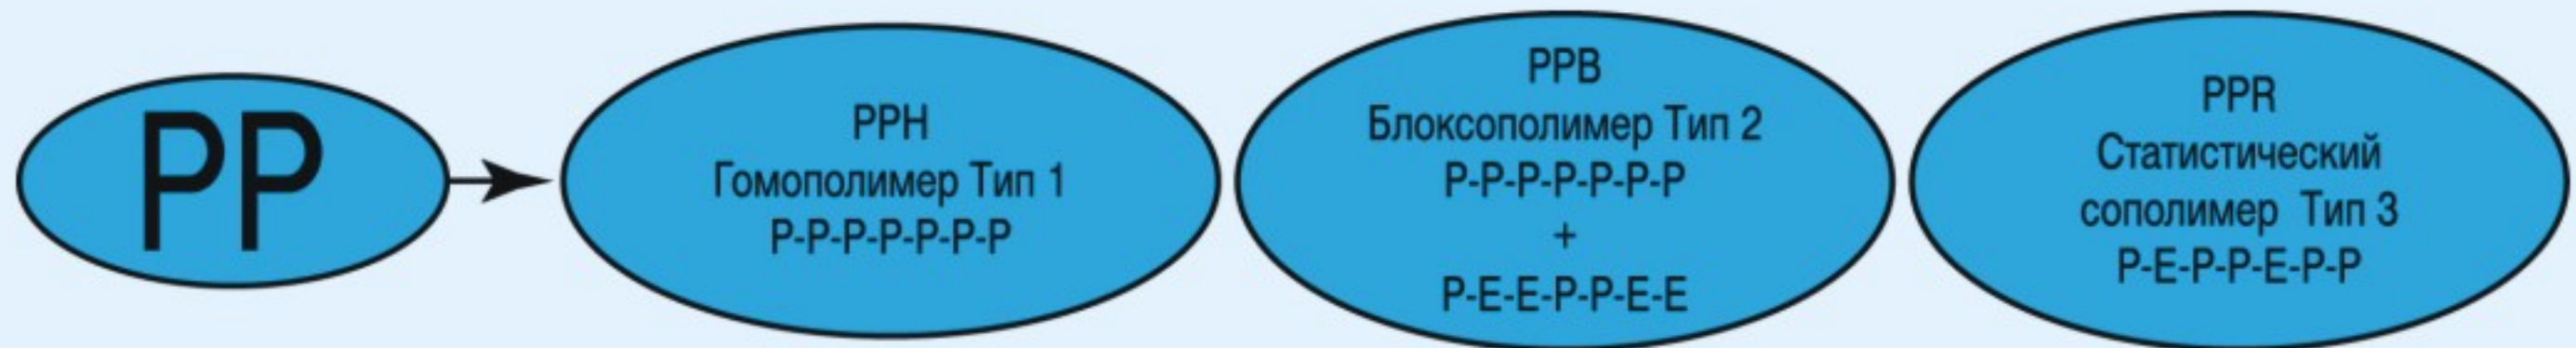 PP
PPH
Гомополимер Тип 1
P-P-P-P-P-P-P
PPB
Блоксополимер Тип 2
P-P-P-P-P-P-P
+
P-E-E-P-P-E-E
PPR
Статистический
сополимер Тип 3
P-E-P-P-E-P-P